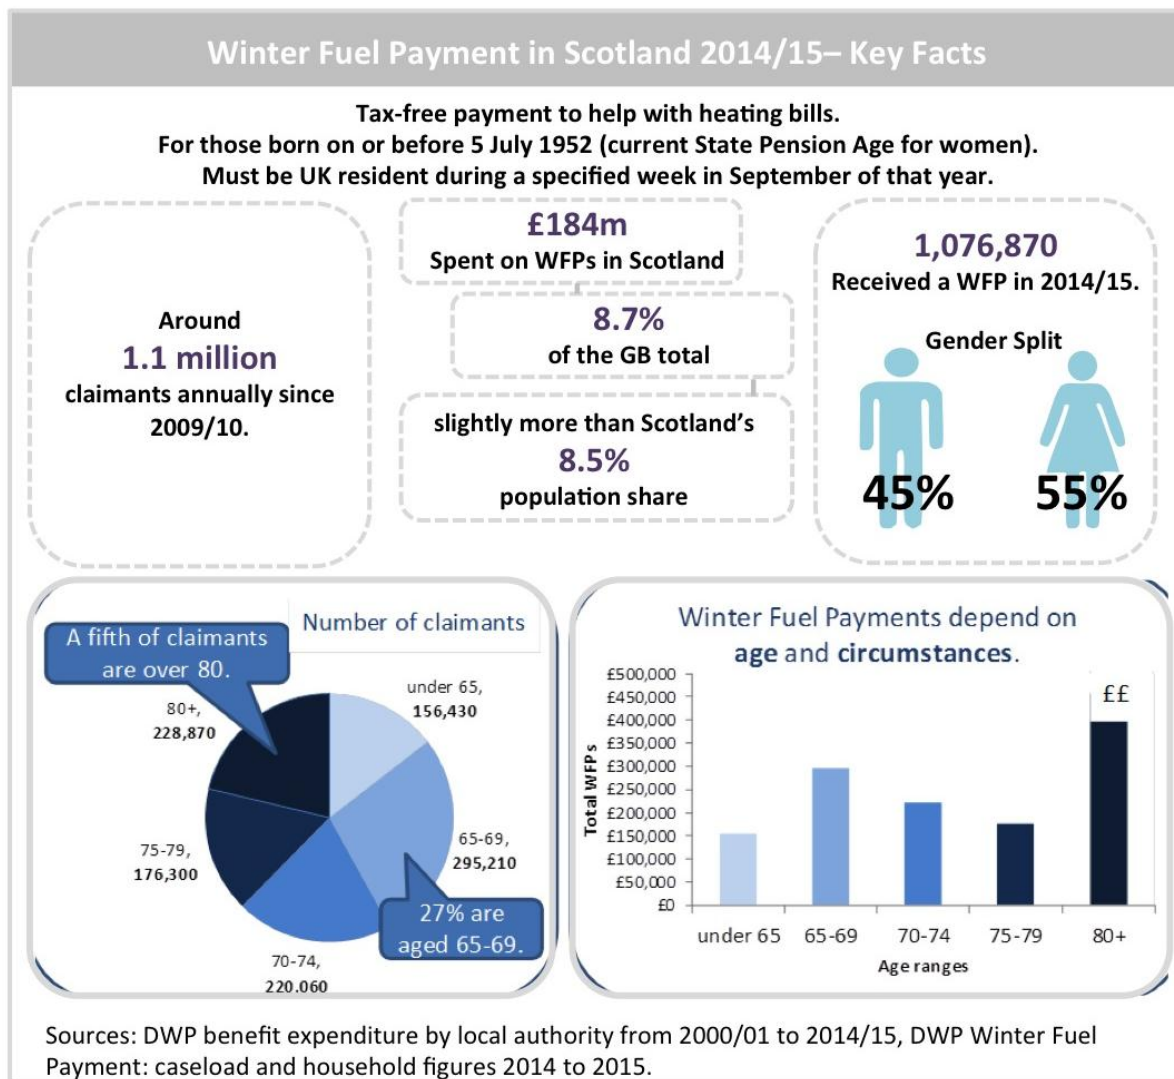 Winter Fuel Payment in Scotland 2014/15– Key Facts
Tax-free payment to help with heating bills.
For those born on or before 5 July 1952 (current State Pension Age for women).
Must be UK resident during a specified week in September of that year.
Around
1.1 million
claimants annually since
2009/10.
£184m
Spent on WFPs in Scotland
8.7%
of the GB total
slightly more than Scotland's
8.5%
population share
1,076,870
Received a WFP in 2014/15.
Gender Split
45%
55%
Number of claimants
A fifth of claimants
are over 80.
under 65,
156,430
80+,
228,870
65-69,
295,210
75-79,
176,300
27% are
aged 65-69.
70-74,
220.060
Winter Fuel Payments depend on
age and circumstances.
Total WFPs
£500,000
£450,000
£400,000
£350,000
£300,000
£250,000
£200,000
£150,000
£100,000
£50,000
£0
££
under 65
65-69
70-74
75-79
80+
Age ranges
Sources: DWP benefit expenditure by local authority from 2000/01 to 2014/15, DWP Winter Fuel
Payment: caseload and household figures 2014 to 2015.